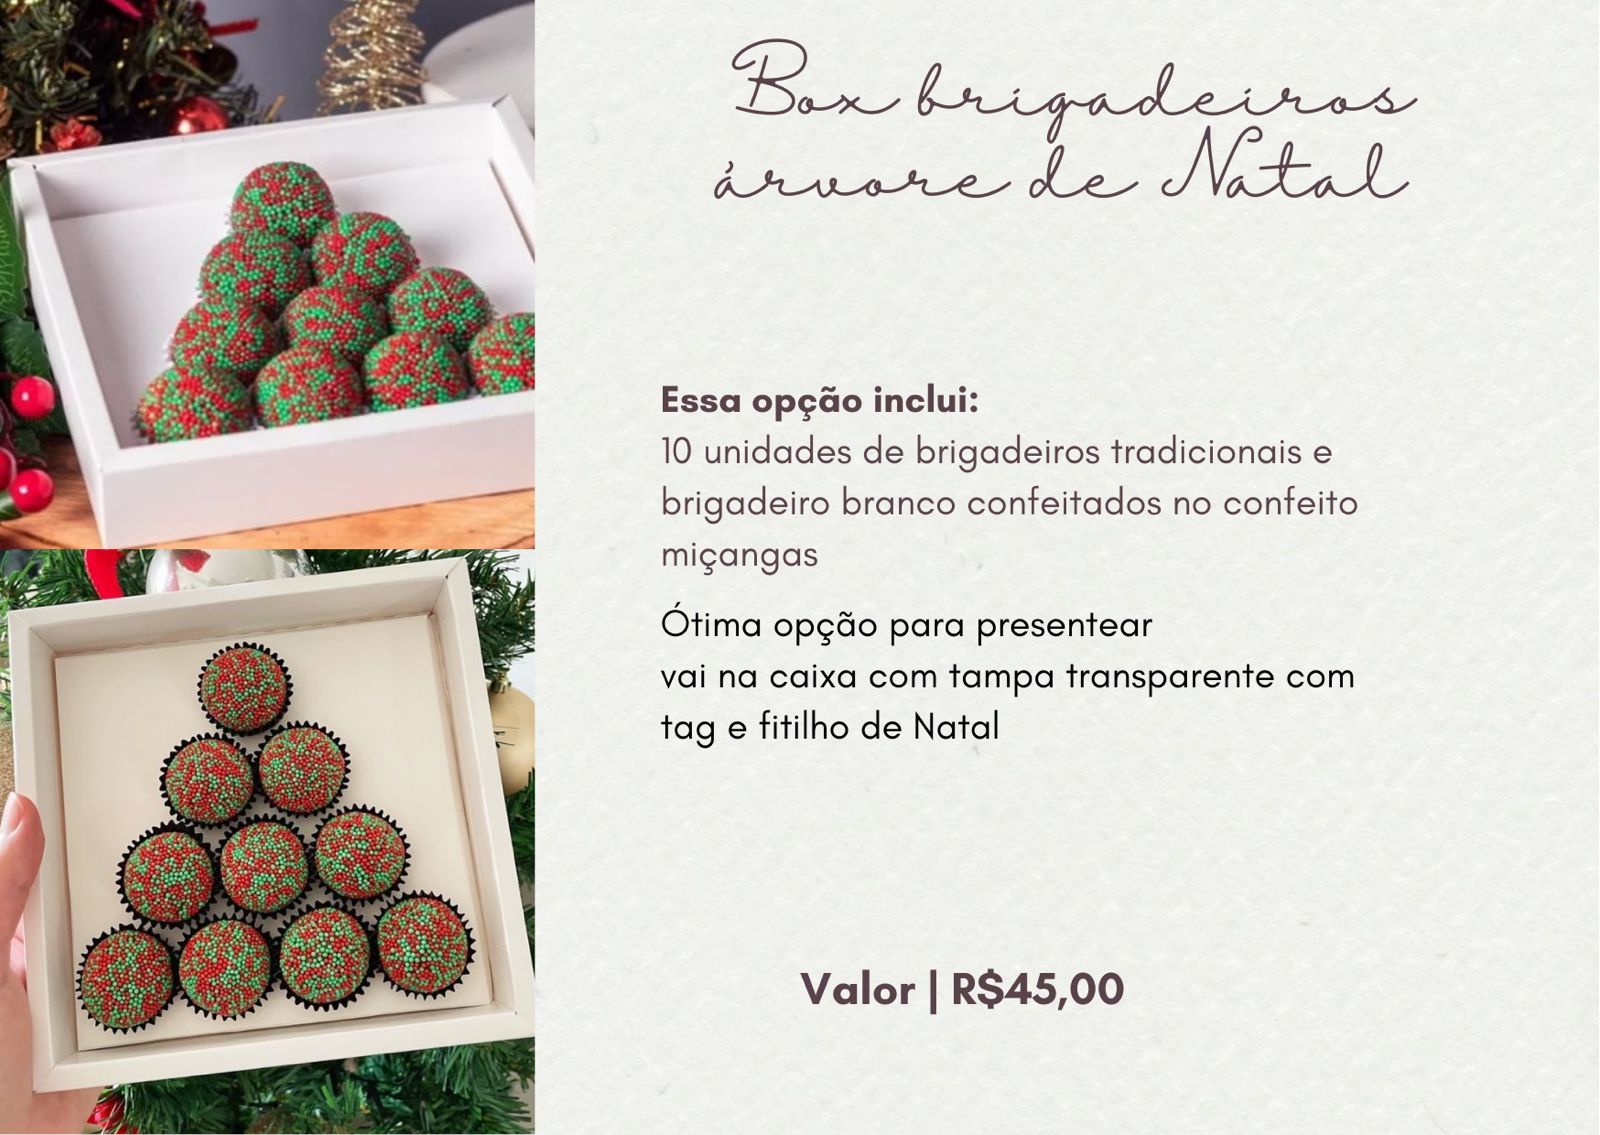 Box brigadeiros
árvore de Natal
Essa opção inclui:
10 unidades de brigadeiros tradicionais e
brigadeiro branco confeitados no confeito
miçangas
Ótima opção para presentear
vai na caixa com tampa transparente com
tag e fitilho de Natal
Valor | R$45,00